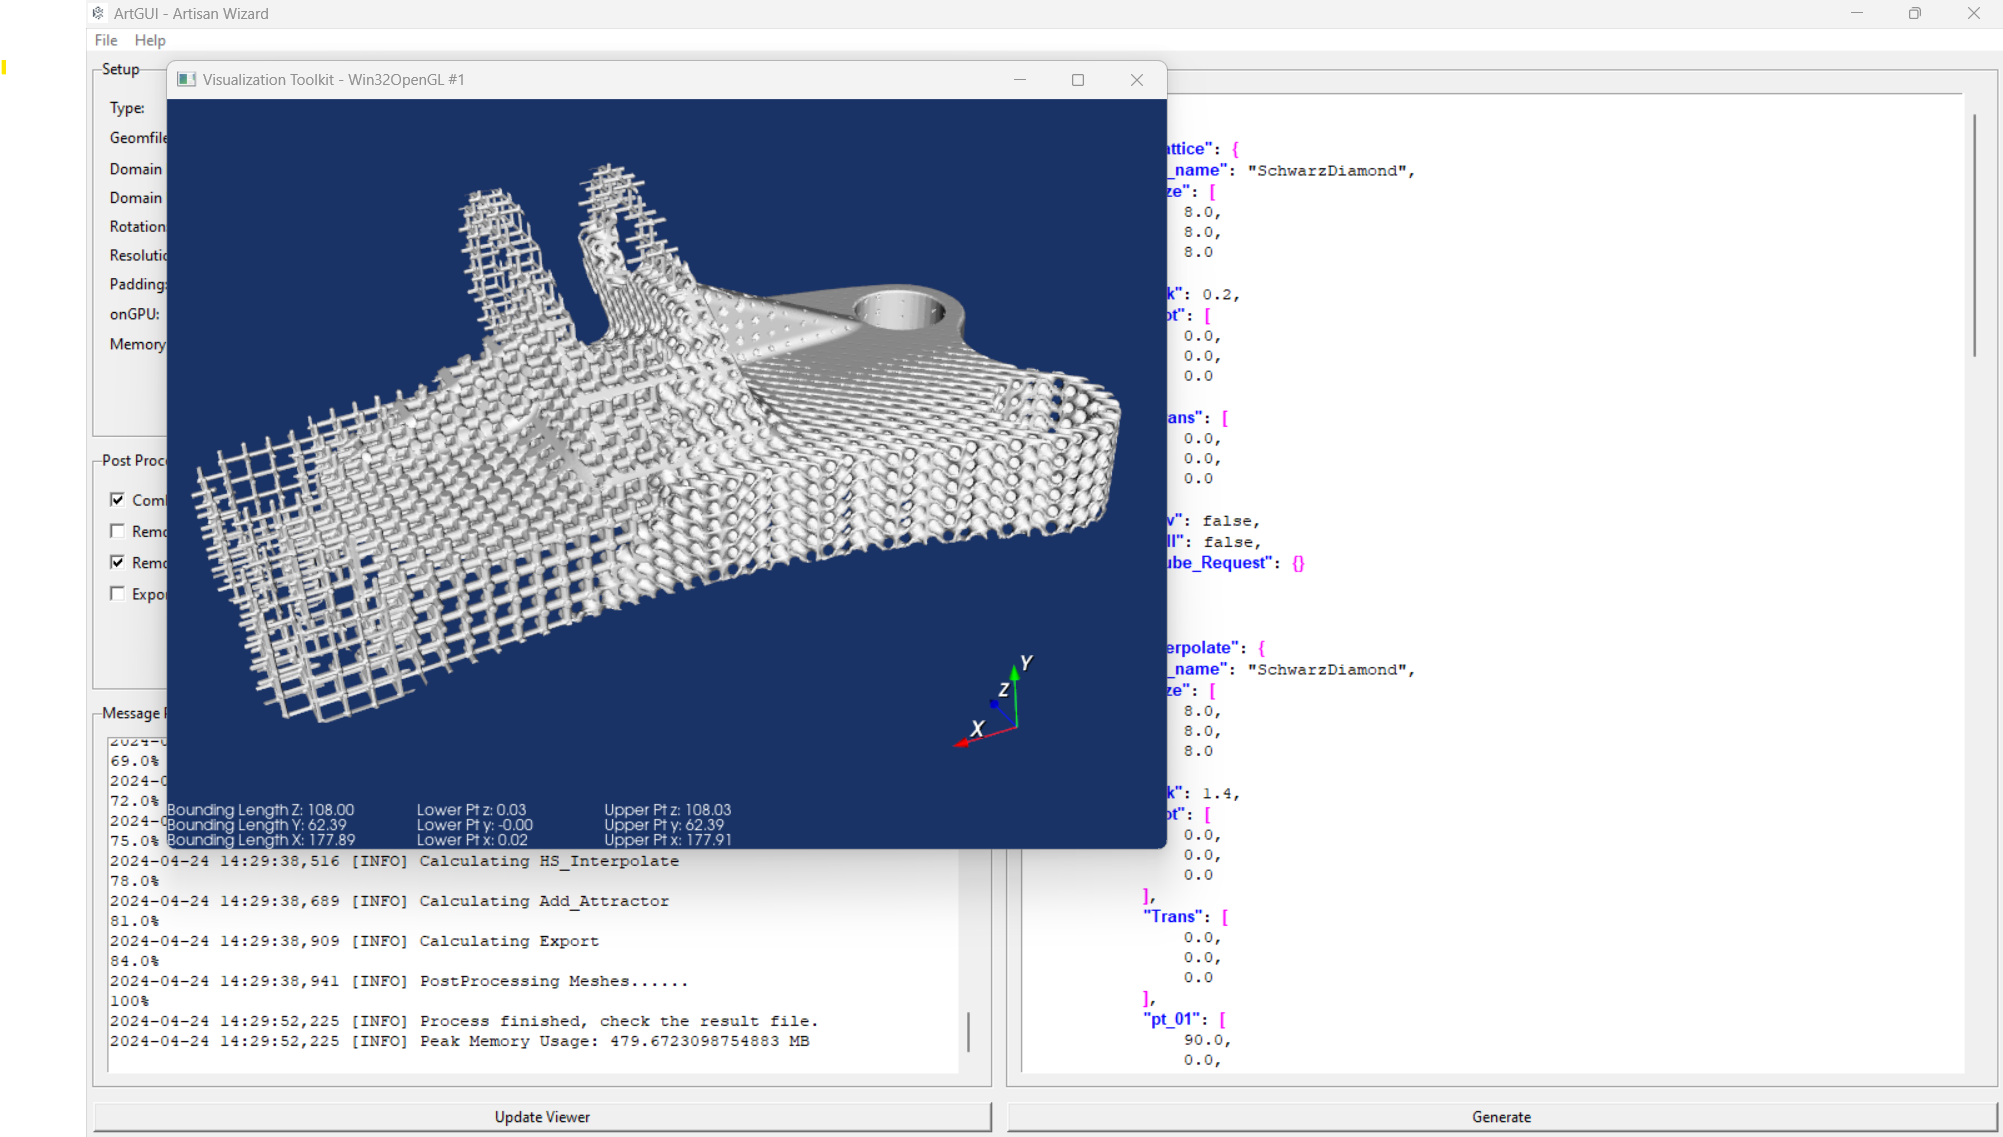 ArtGUI - Artisan Wizard
File Help
Setup
Visualization Toolkit - Win32OpenGL #1
Type:
Geomfile
Domain
Domain
Rotation
Resolutio
Padding:
onGPU:
Memory
Post Proc
Comb
Remo
Remo
Expor
Message
Y
Z
X
Bounding Length Z: 108.00 Lower Pt z: 0.03 Upper Pt z: 108.03
Bounding Length Y: 62.39 Lower Pt y: -0.00 Upper Pt y: 62.39
Bounding Length X: 177.89 Lower Pt x: 0.02 Upper Pt x: 177.91
69.0%
2024-0
72.0%
2024-0
75.0%
2024-04-24 14:29:38,516 [INFO] Calculating HS_Interpolate
78.0%
2024-04-24 14:29:38,689 [INFO] Calculating Add_Attractor
81.0%
2024-04-24 14:29:38,909 [INFO] Calculating Export
84.0%
2024-04-24 14:29:38,941 [INFO] PostProcessing Meshes......
100%
2024-04-24 14:29:52,225 [INFO] Process finished, check the result file.
2024-04-24 14:29:52,225 [INFO] Peak Memory Usage: 479.6723098754883 MB
attice": {
_name": "SchwarzDiamond",
ze": [
8.0,
8.0,
8.0
k": 0.2,
ot": [
0.0,
0.0,
0.0
ans": [
0.0,
0.0,
0.0
v": false,
ll": false,
ube_Request": {}
erpolate": {
_name": "SchwarzDiamond",
ze": [
8.0,
8.0,
8.0
k": 1.4,
ot": [
0.0,
0.0,
0.0
],
"Trans": [
0.0,
0.0,
0.0
],
"pt_01": [
90.0,
0.0,
Update Viewer
Generate